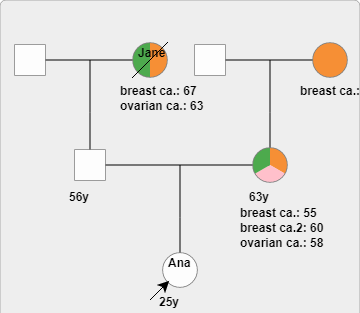 Jane
breast ca.: 67
ovarian ca.: 63
breast ca.:
56y
63y
breast ca.: 55
breast ca.2: 60
ovarian ca.: 58
Ana
25y